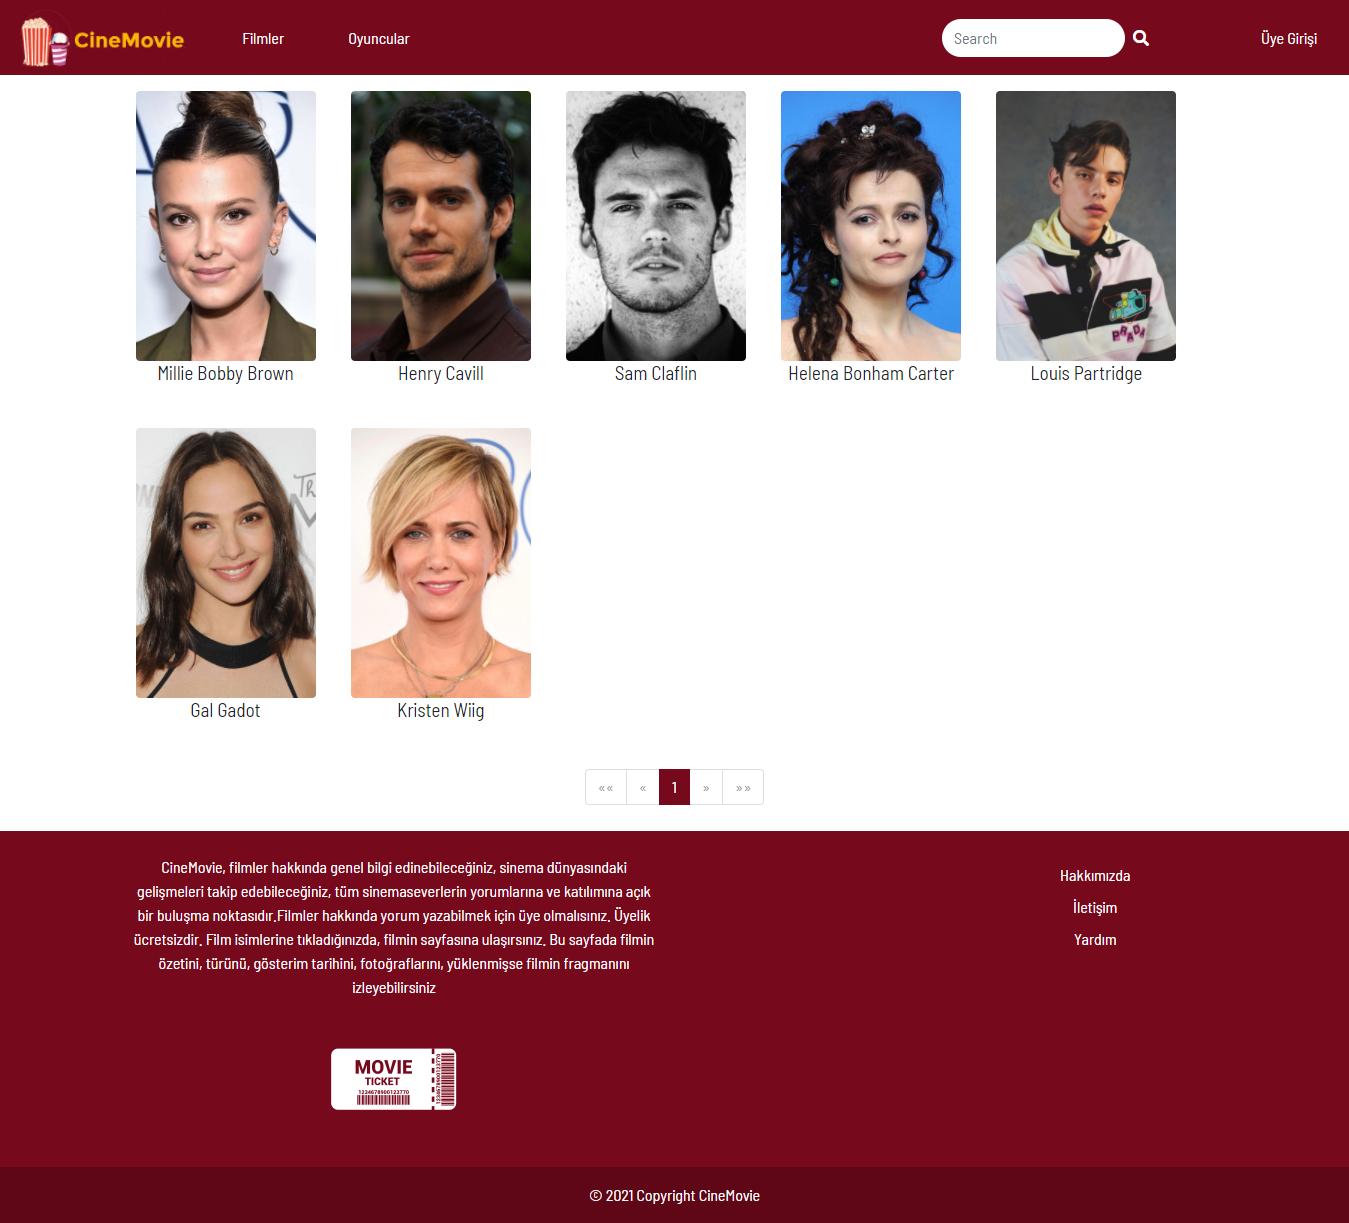 CineMovie
Filmler
Oyuncular
Search
Üye Girişi
PRADA
Millie Bobby Brown
Henry Cavill
Sam Claflin
Helena Bonham Carter
Louis Partridge
Gal Gadot
Kristen Wiig
«« « 1 » »»
CineMovie, filmler hakkında genel bilgi edinebileceğiniz, sinema dünyasındaki
gelişmeleri takip edebileceğiniz, tüm sinemaseverlerin yorumlarına ve katılımına açık
bir buluşma noktasıdır.Filmler hakkında yorum yazabilmek için üye olmalısınız. Üyelik
ücretsizdir. Film isimlerine tıkladığınızda, filmin sayfasına ulaşırsınız. Bu sayfada filmin
özetini, türünü, gösterim tarihini, fotoğraflarını, yüklenmişse filmin fragmanını
izleyebilirsiniz
Hakkımızda
İletişim
Yardım
MOVIE
TICKET
© 2021 Copyright CineMovie